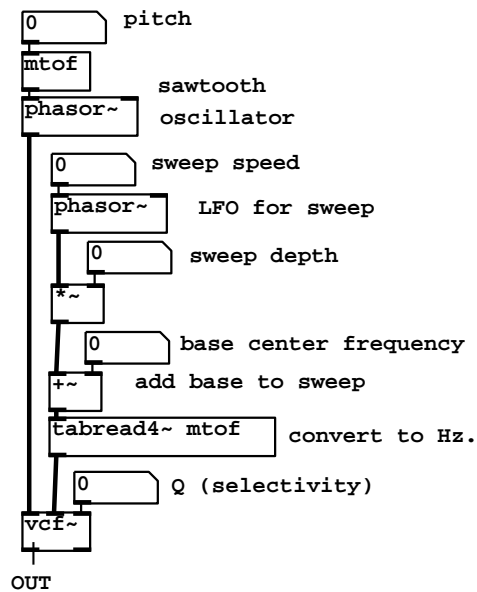 0 pitch
mtof
sawtooth
phasor~ oscillator
0 sweep speed
phasor~ LFO for sweep
0 sweep depth
*~
0 base center frequency
+~ add base to sweep
tabread4~ mtof convert to Hz.
0 Q (selectivity)
vcf~
OUT